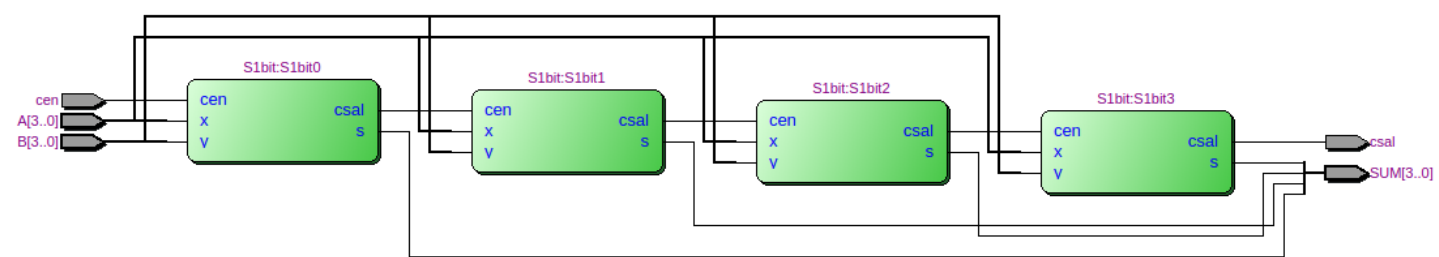 S1bit:S1bit0
S1bit:S1bit1
S1bit:S1bit2
S1bit:S1bit3
cen
A[3..0]
B[3..0]
cen
x
v
csal
s
cen
x
v
csal
s
cen
x
v
csal
s
cen
x
v
csal
s
csal
SUM[3..0]